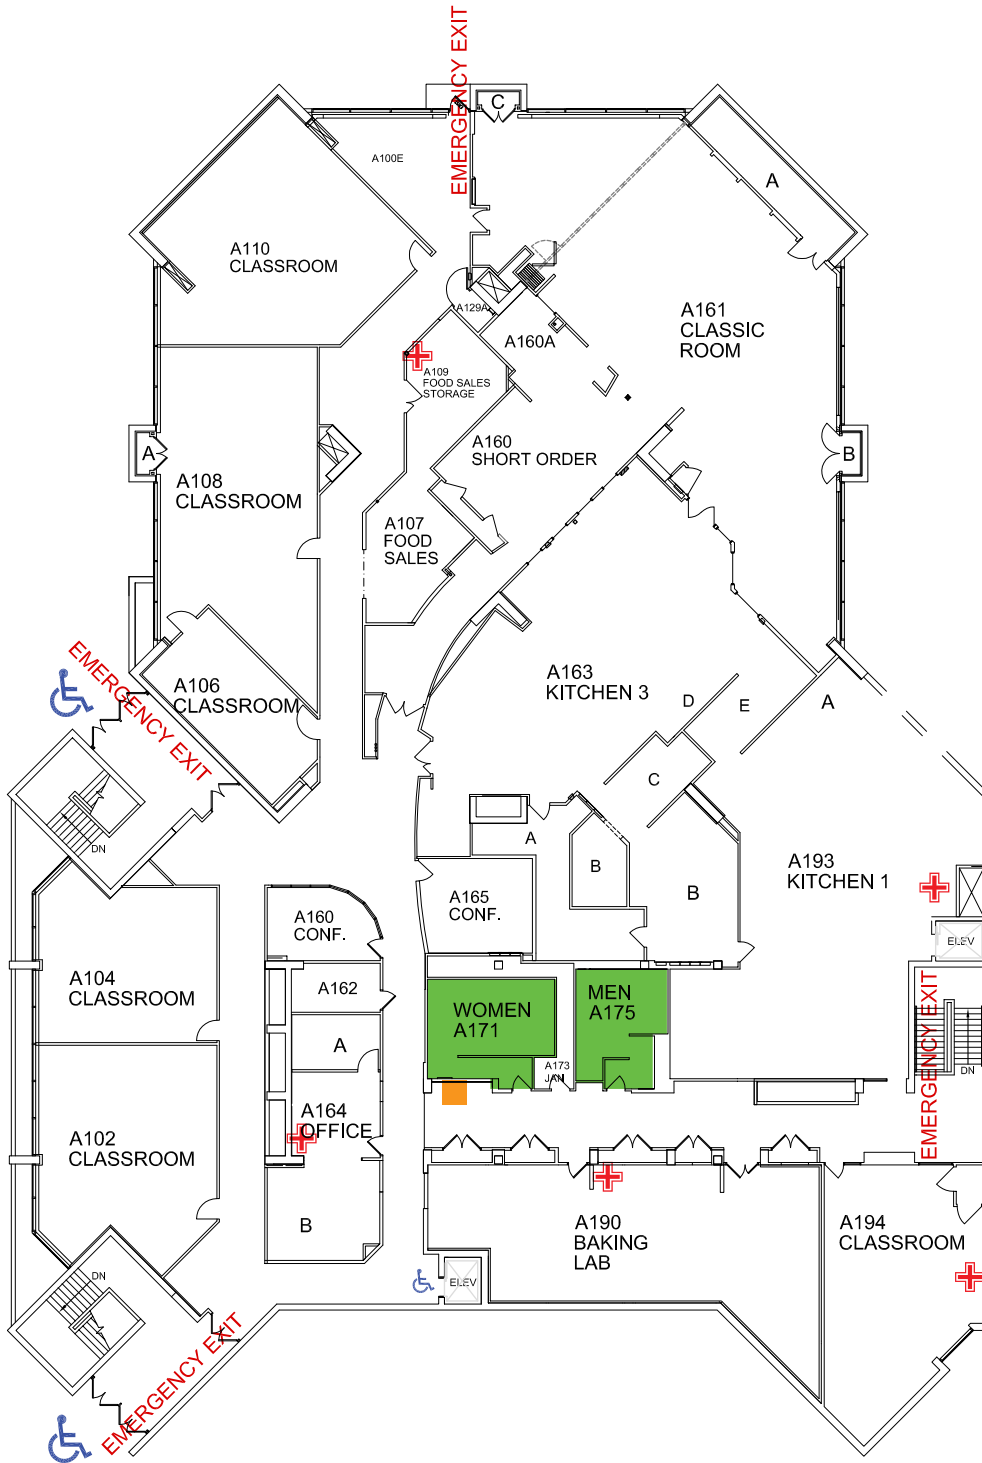 EMERGENCY EXIT
C
A100E
A
A110
CLASSROOM
A129A
A161
CLASSIC
ROOM
A160A
A109
FOOD SALES
STORAGE
A160
SHORT ORDER
A
B
A108
CLASSROOM
A107
FOOD
SALES
EMERGENCY EXIT
A106
CLASSROOM
A163
KITCHEN 3
D
E
A
C
DN
A
B
B
A193
KITCHEN 1
A165
CONF.
A160
CONF.
ELEV
A104
CLASSROOM
A162
WOMEN
A171
MEN
A175
EMERGENCY EXIT
A
A173
JAN
DN
A164
OFFICE
A102
CLASSROOM
B
A190
BAKING
LAB
A194
CLASSROOM
DN
ELEV
EMERGENCY EXIT